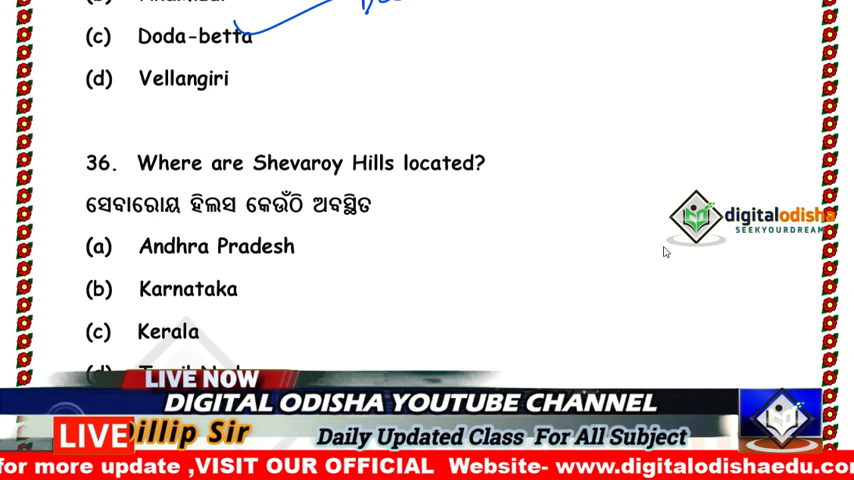 (c) Doda-betta
(d) Vellangiri
36. Where are Shevaroy Hills located?
ସେବାରୋୟ ହିଲସ କେଉଁଠି ଅବସ୍ଥିତ
(a) Andhra Pradesh
digitalodisha
SEEKYOURDREAM
(b) Karnataka
(c) Kerala
LIVE NOW
DIGITAL ODISHA YOUTUBE CHANNEL
LIVE
Dillip Sir
Daily Updated Class For All Subject
for more update ,VISIT OUR OFFICIAL Website- www.digitalodishaedu.co